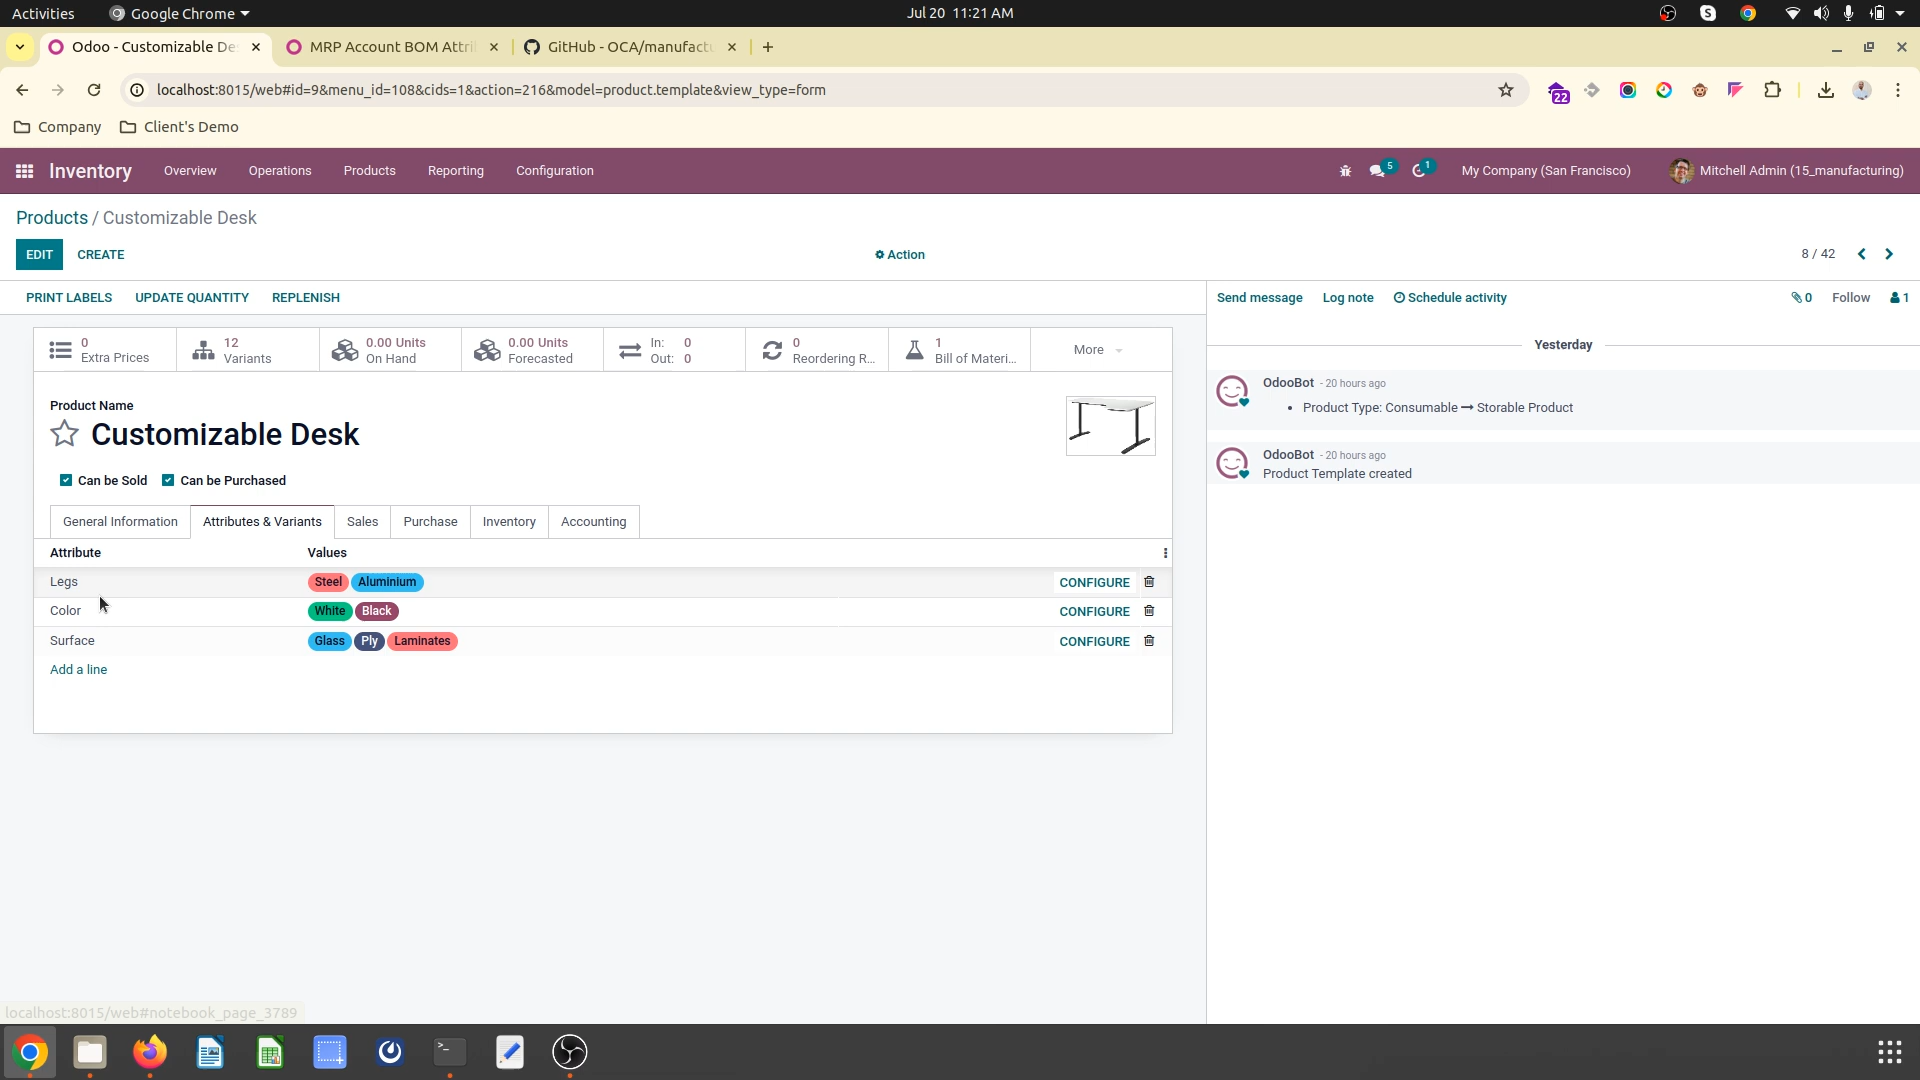 Activities
Google Chrome
Jul 20 11:21 AM
Odoo - Customizable De
MRP Account BOM Attri
GitHub - OCA/manufactu
localhost:8015/web#id=9&menu_id=108&cids=1&action=216&model=product.template&view_type=form
22
Company
Client's Demo
Inventory
Overview
Operations
Products
Reporting
Configuration
5
1
My Company (San Francisco)
Mitchell Admin (15_manufacturing)
Products / Customizable Desk
EDIT
CREATE
Action
8 / 42
PRINT LABELS
UPDATE QUANTITY
REPLENISH
Send message
Log note
Schedule activity
0
Follow
1
0
Extra Prices
12
Variants
0.00 Units
On Hand
0.00 Units
Forecasted
In: 0
Out: 0
0
Reordering R...
1
Bill of Materi...
More
Yesterday
OdooBot - 20 hours ago
Product Type: Consumable → Storable Product
OdooBot - 20 hours ago
Product Template created
Product Name
Customizable Desk
Can be Sold
Can be Purchased
General Information
Attributes & Variants
Sales
Purchase
Inventory
Accounting
Attribute
Values
Legs
Steel
Aluminium
CONFIGURE
Color
White
Black
CONFIGURE
Surface
Glass
Ply
Laminates
CONFIGURE
Add a line
localhost:8015/web#notebook_page_3789